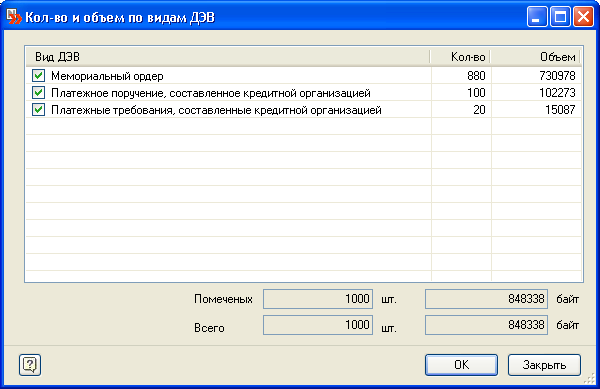 Кол-во и объем по видам ДЭВ
Вид ДЭВ Кол-во Объем
Мемориальный ордер 880 730978
Платежное поручение, составленное кредитной организацией 100 102273
Платежные требования, составленные кредитной организацией 20 15087
Помеченых 1000 шт. 848338 байт
Всего 1000 шт. 848338 байт
? OK Закрыть